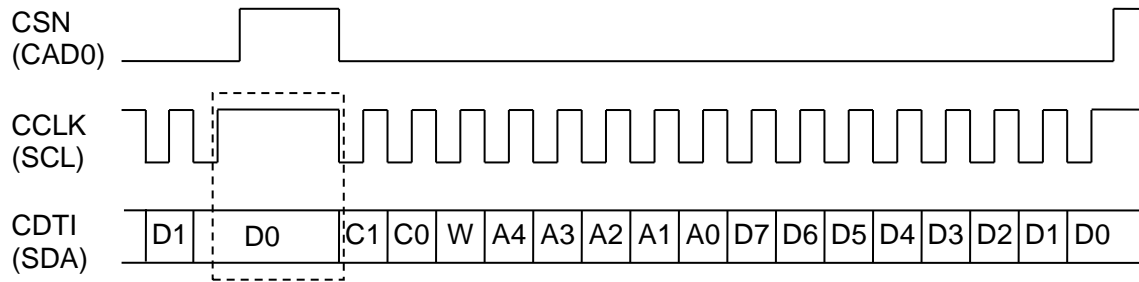 CSN
(CAD0)
CCLK
(SCL)
CDTI
(SDA)
D1 D0 C1 C0 W A4 A3 A2 A1 A0 D7 D6 D5 D4 D3 D2 D1 D0